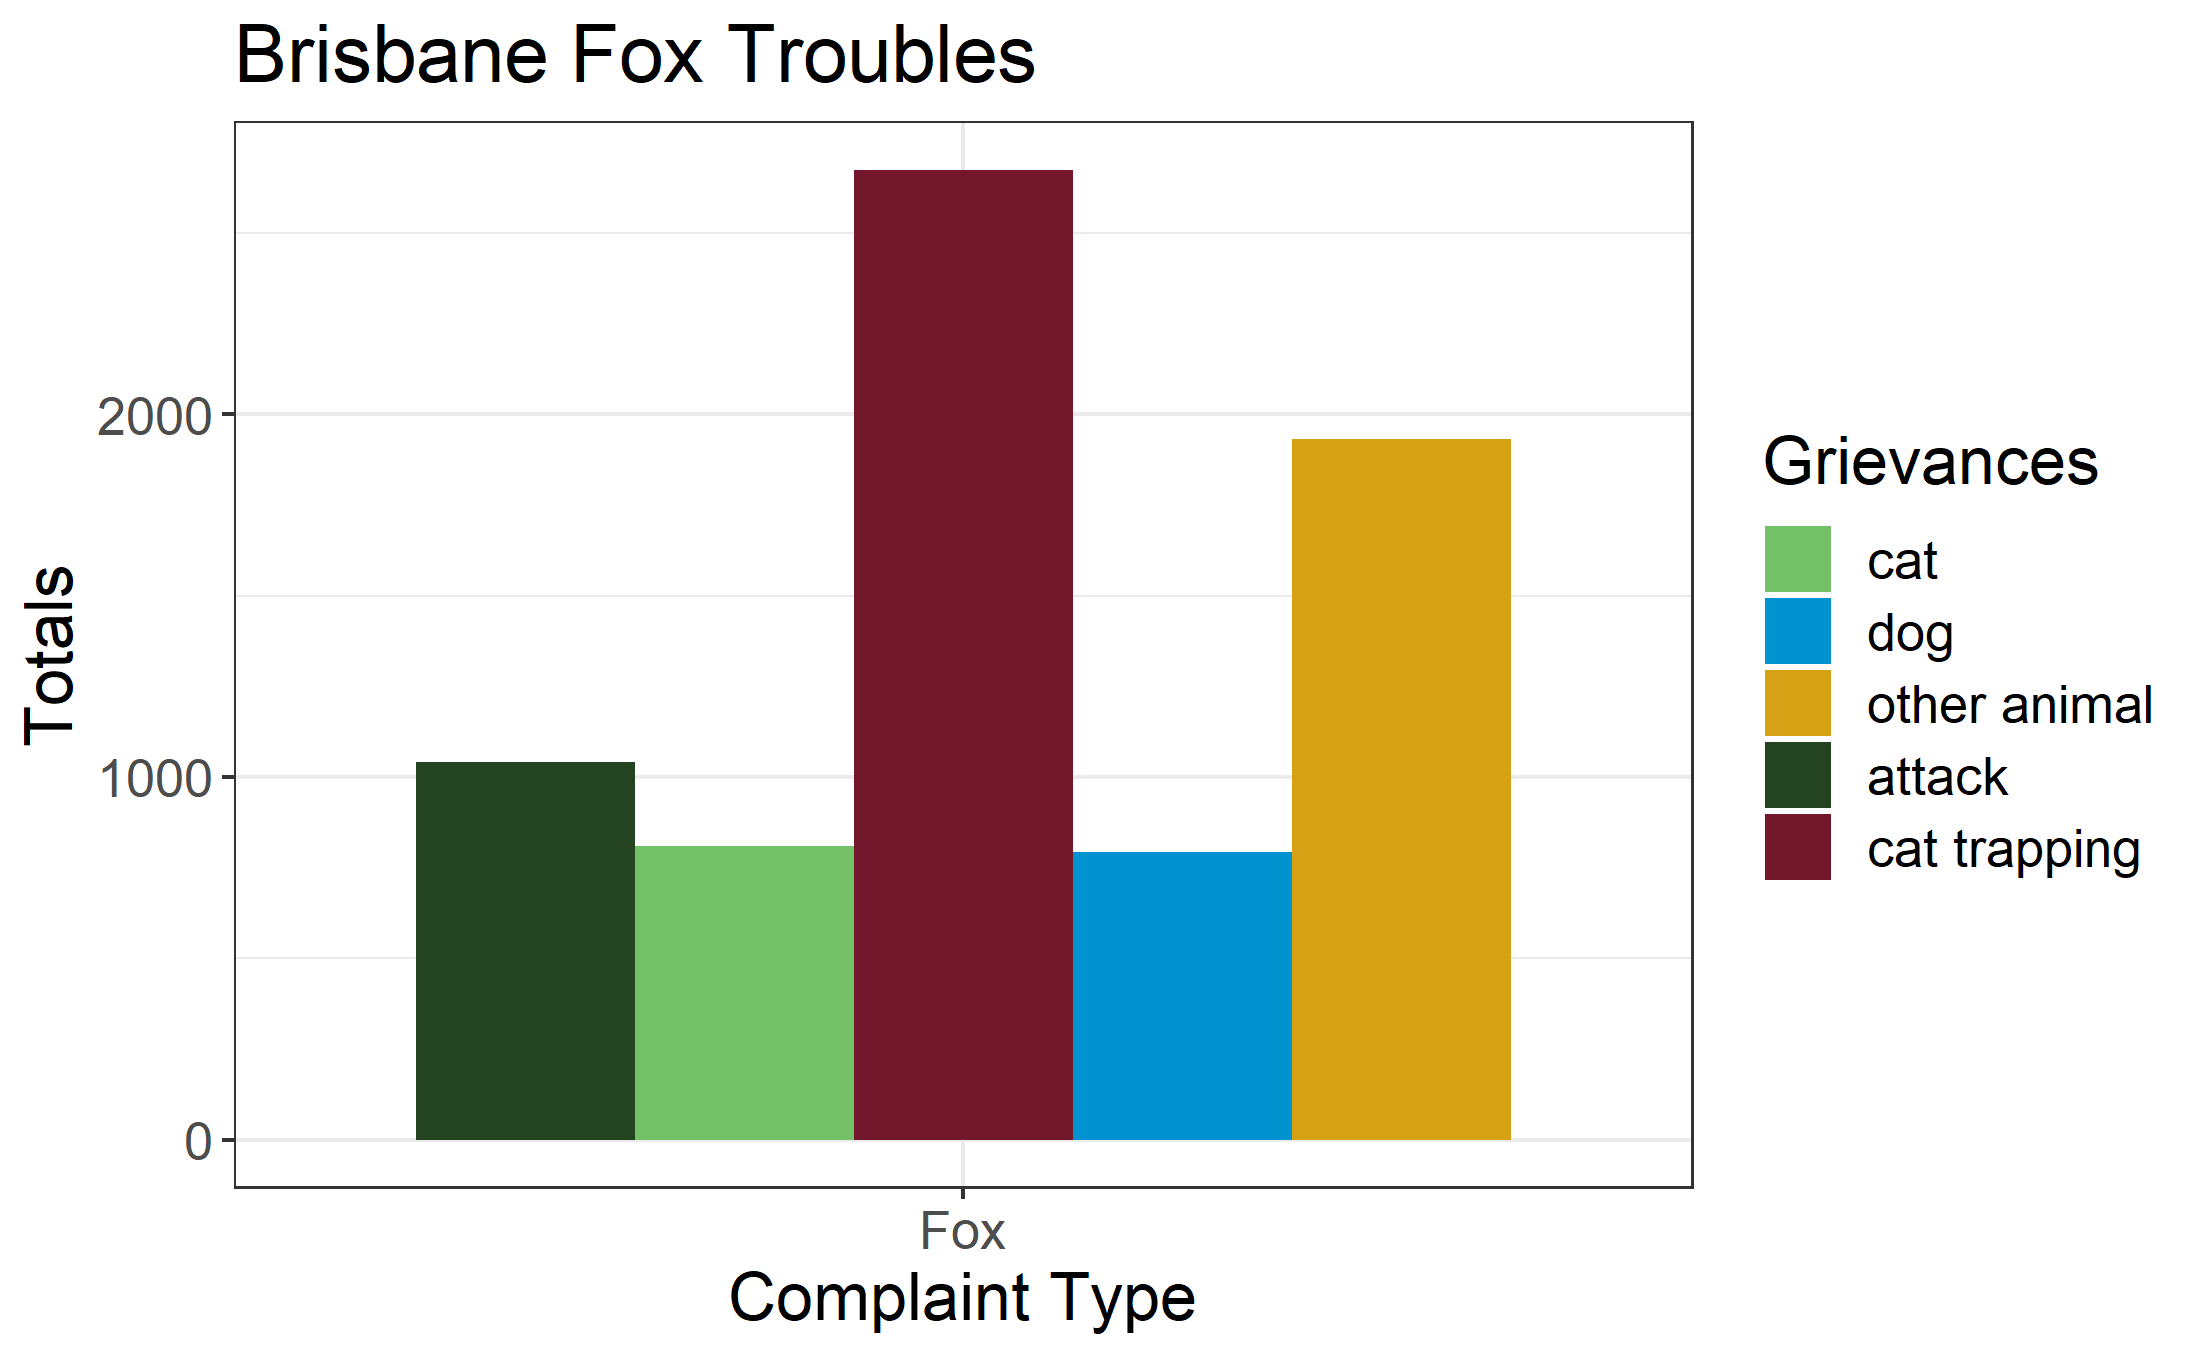 Brisbane Fox Troubles
Totals
2000
1000
0
Fox
Complaint Type
Grievances
cat
dog
other animal
attack
cat trapping